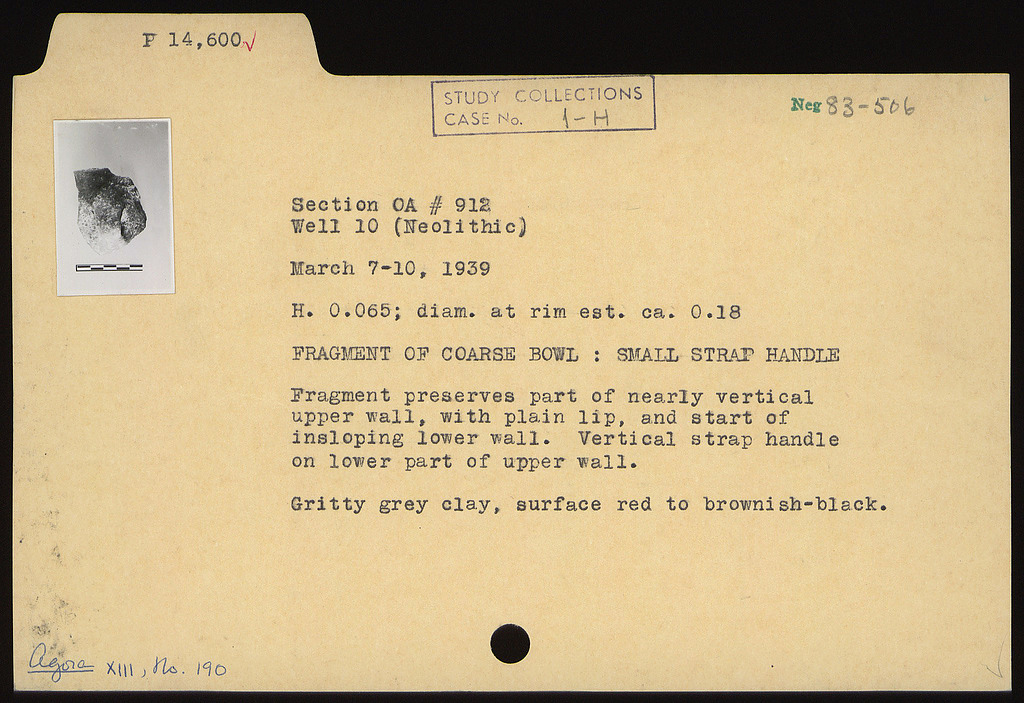 P 14,600
STUDY COLLECTIONS
CASE No. 1-H
Neg 83-506
Section OA # 912
Well 10 (Neolithic)
March 7-10, 1939
H. 0.065; diam. at rim est. ca. 0.18
FRAGMENT OF COARSE BOWL : SMALL STRAP HANDLE
Fragment preserves part of nearly vertical
upper wall, with plain lip, and start of
insloping lower wall. Vertical strap handle
on lower part of upper wall.
Gritty grey clay, surface red to brownish-black.
Agora XIII, No. 190